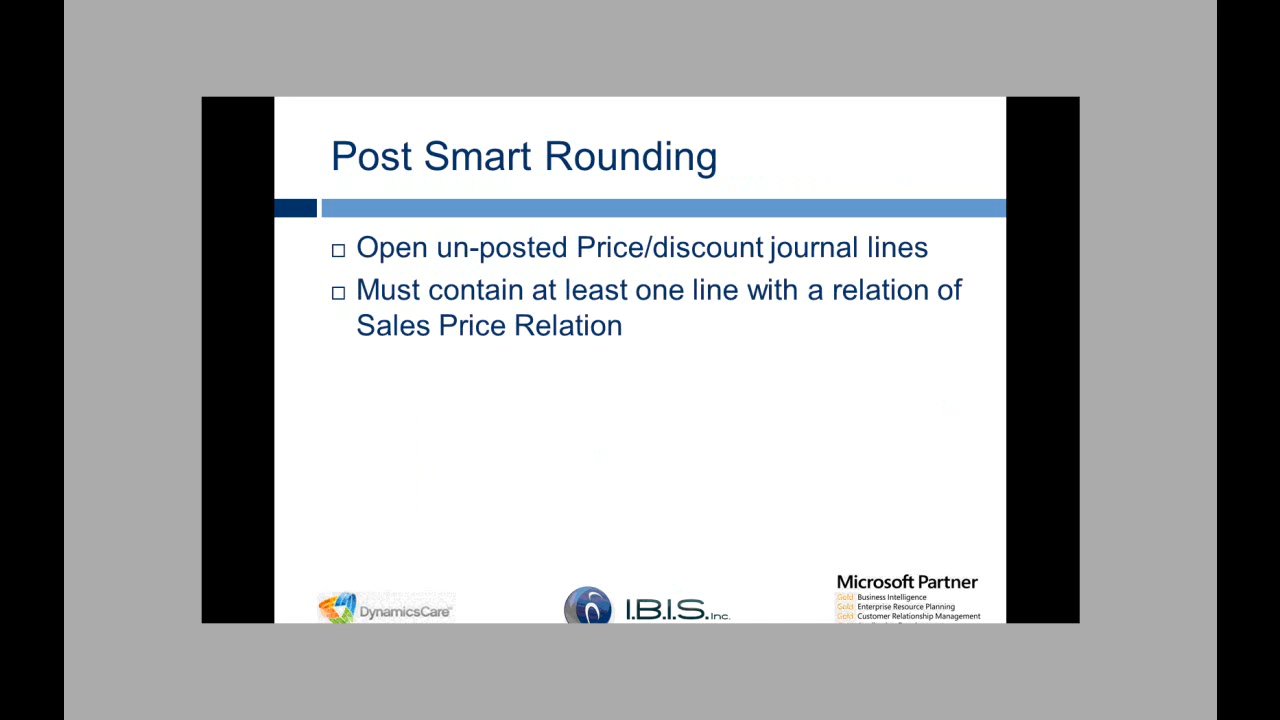 Post Smart Rounding
Open un-posted Price/discount journal lines
Must contain at least one line with a relation of
Sales Price Relation
DynamicsCare™
I.B.I.S. Inc.
Microsoft Partner
Gold Business Intelligence
Gold Enterprise Resource Planning
Gold Customer Relationship Management